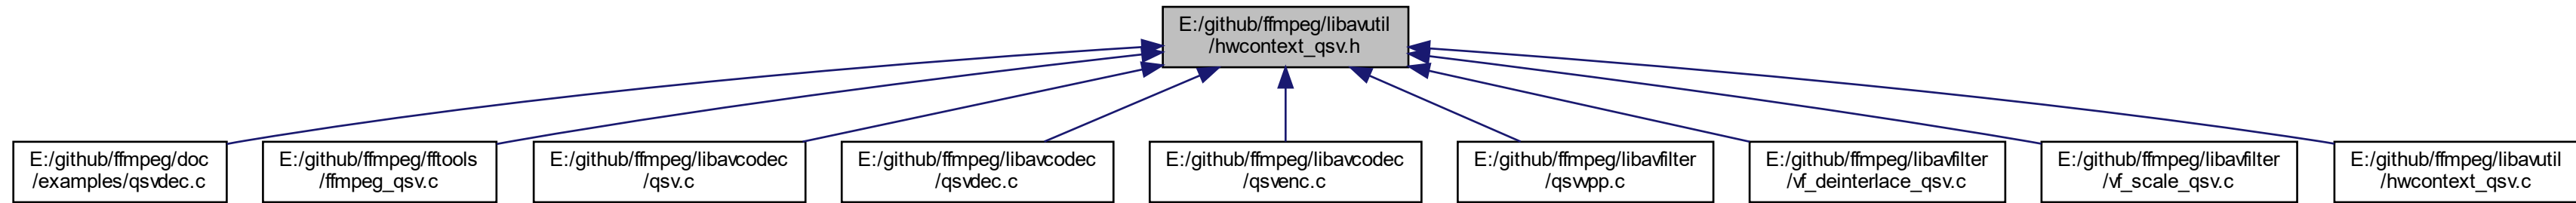 E:/github/ffmpeg/libavutil
/hwcontext_qsv.h
E:/github/ffmpeg/doc
/examples/qsvdec.c
E:/github/ffmpeg/fftools
/ffmpeg_qsv.c
E:/github/ffmpeg/libavcodec
/qsv.c
E:/github/ffmpeg/libavcodec
/qsvdec.c
E:/github/ffmpeg/libavcodec
/qsvenc.c
E:/github/ffmpeg/libavfilter
/qsvvpp.c
E:/github/ffmpeg/libavfilter
/vf_deinterlace_qsv.c
E:/github/ffmpeg/libavfilter
/vf_scale_qsv.c
E:/github/ffmpeg/libavutil
/hwcontext_qsv.c